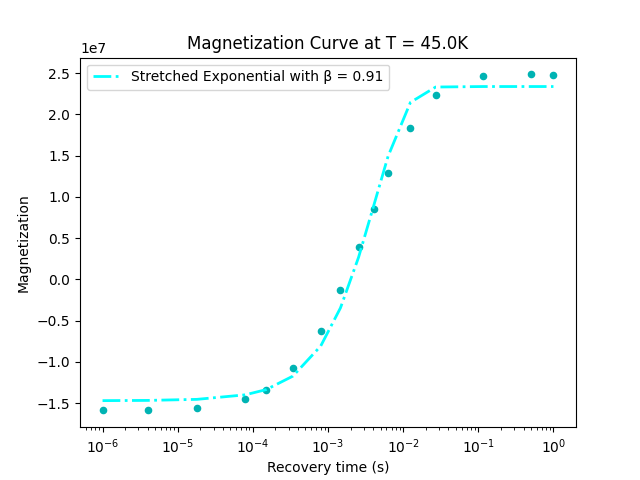 Magnetization Curve at T = 45.0K
1e7
Stretched Exponential with β = 0.91
2.5
2.0
1.5
1.0
0.5
0.0
−0.5
−1.0
−1.5
Magnetization
10⁻⁶ 10⁻⁵ 10⁻⁴ 10⁻³ 10⁻² 10⁻¹ 10⁰
Recovery time (s)